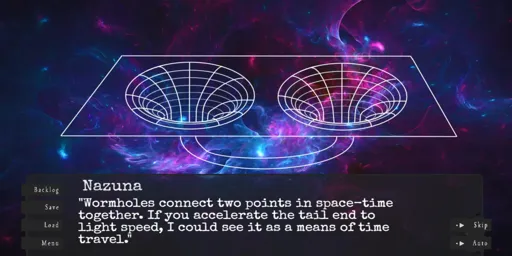 Nazuna
"Wormholes connect two points in space-time
together. If you accelerate the tail end to
light speed, I could see it as a means of time
travel."
Backlog
Save
Load
Menu
Skip
Auto